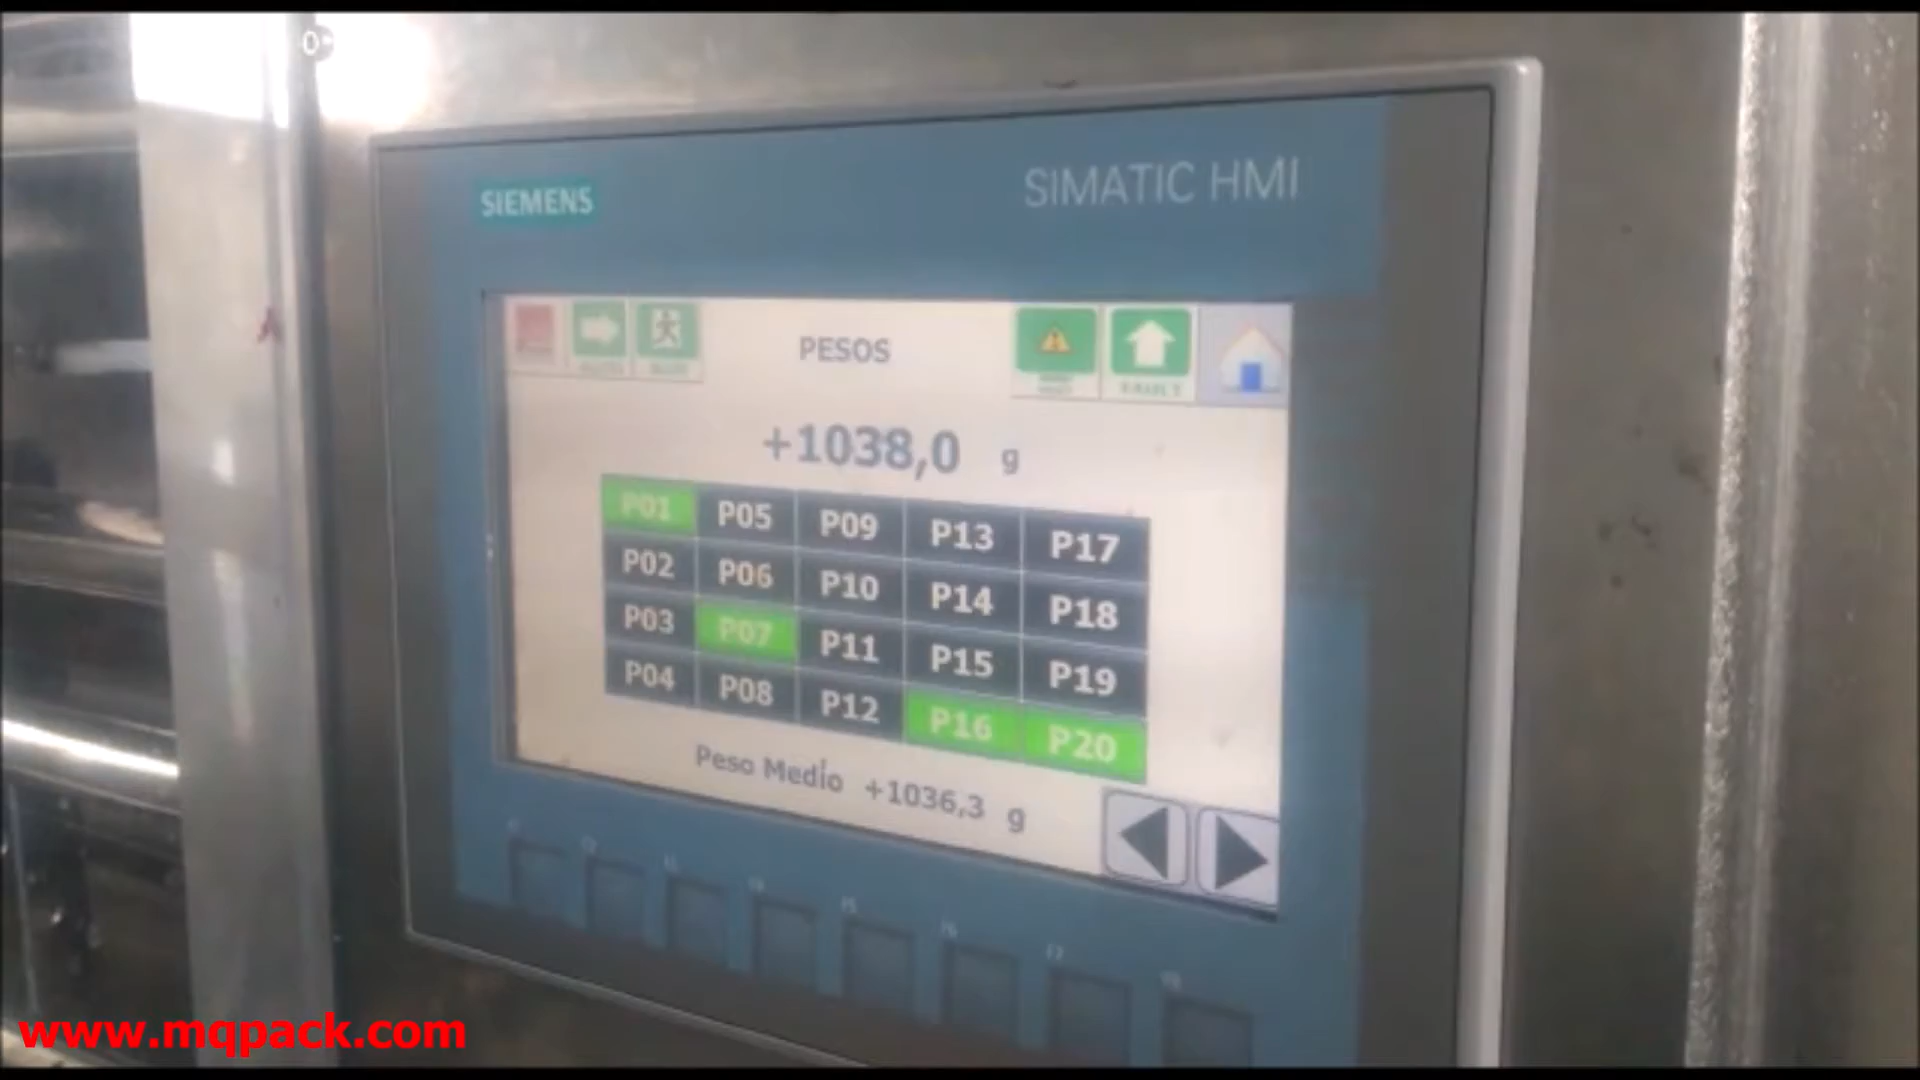 SIEMENS
SIMATIC HMI
PESOS
+1038,0 g
P01 P05 P09 P13 P17
P02 P06 P10 P14 P18
P03 P07 P11 P15 P19
P04 P08 P12 P16 P20
Peso Medio +1036,3 g
www.mqpack.com